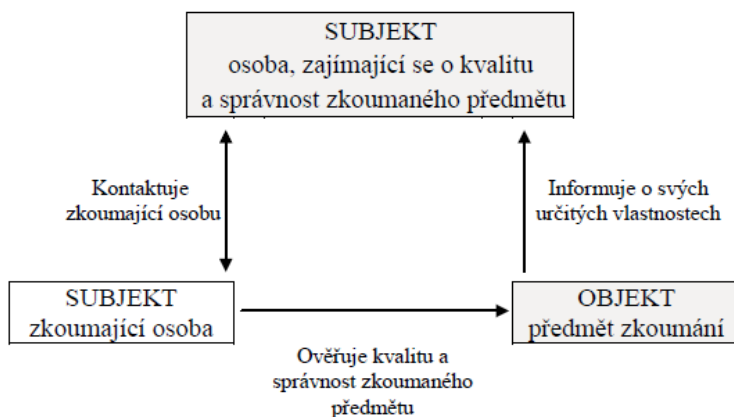 SUBJEKT
osoba, zajímající se o kvalitu
a správnost zkoumaného předmětu
Kontaktuje
zkoumající osobu
Informuje o svých
určitých vlastnostech
SUBJEKT
zkoumající osoba
OBJEKT
předmět zkoumání
Ověřuje kvalitu a
správnost zkoumaného
předmětu